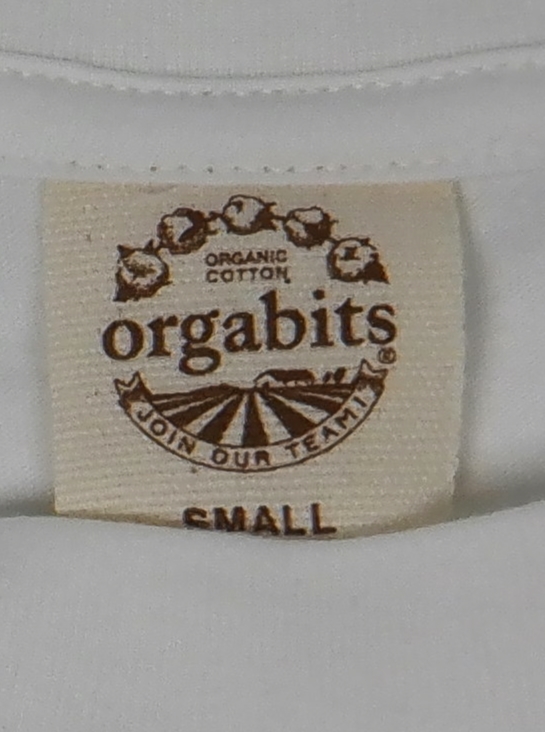 ORGANIC
COTTON
orgabits®
JOIN OUR TEAM!
SMALL